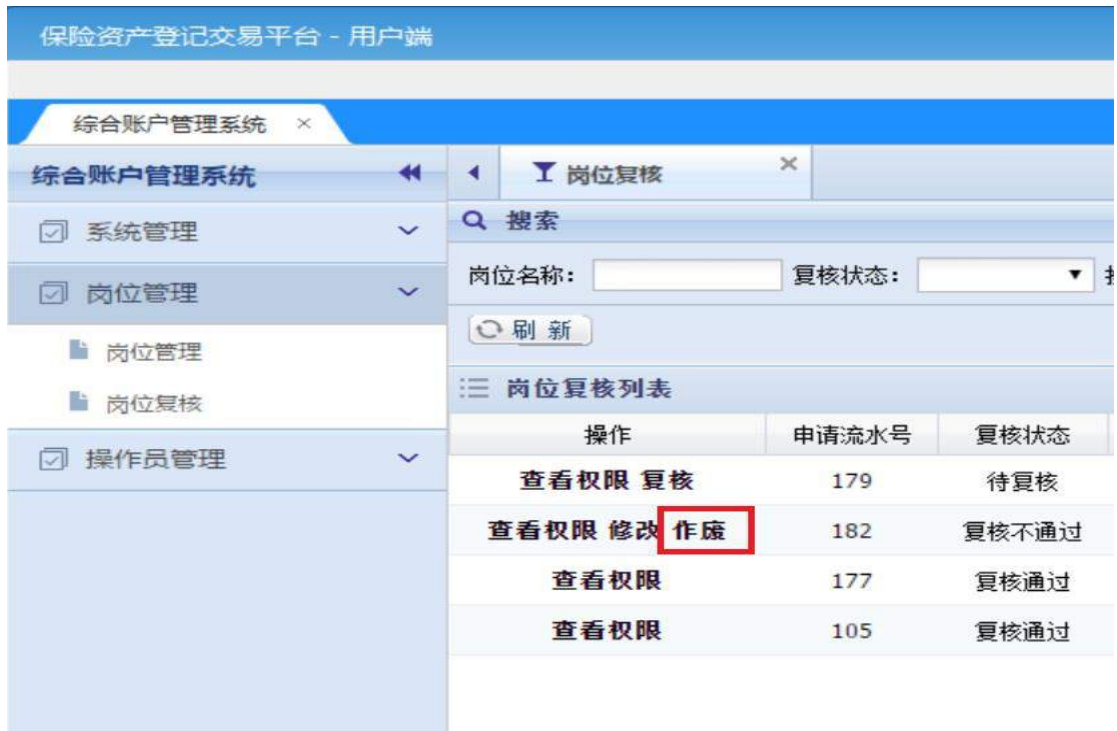 保险资产登记交易平台 - 用户端
综合账户管理系统 ×
综合账户管理系统
岗位复核
系统管理
搜索
岗位名称： 复核状态：
岗位管理
刷 新
岗位管理
岗位复核列表
岗位复核
操作 申请流水号 复核状态
操作员管理
查看权限 复核 179 待复核
查看权限 修改 作废 182 复核不通过
查看权限 177 复核通过
查看权限 105 复核通过